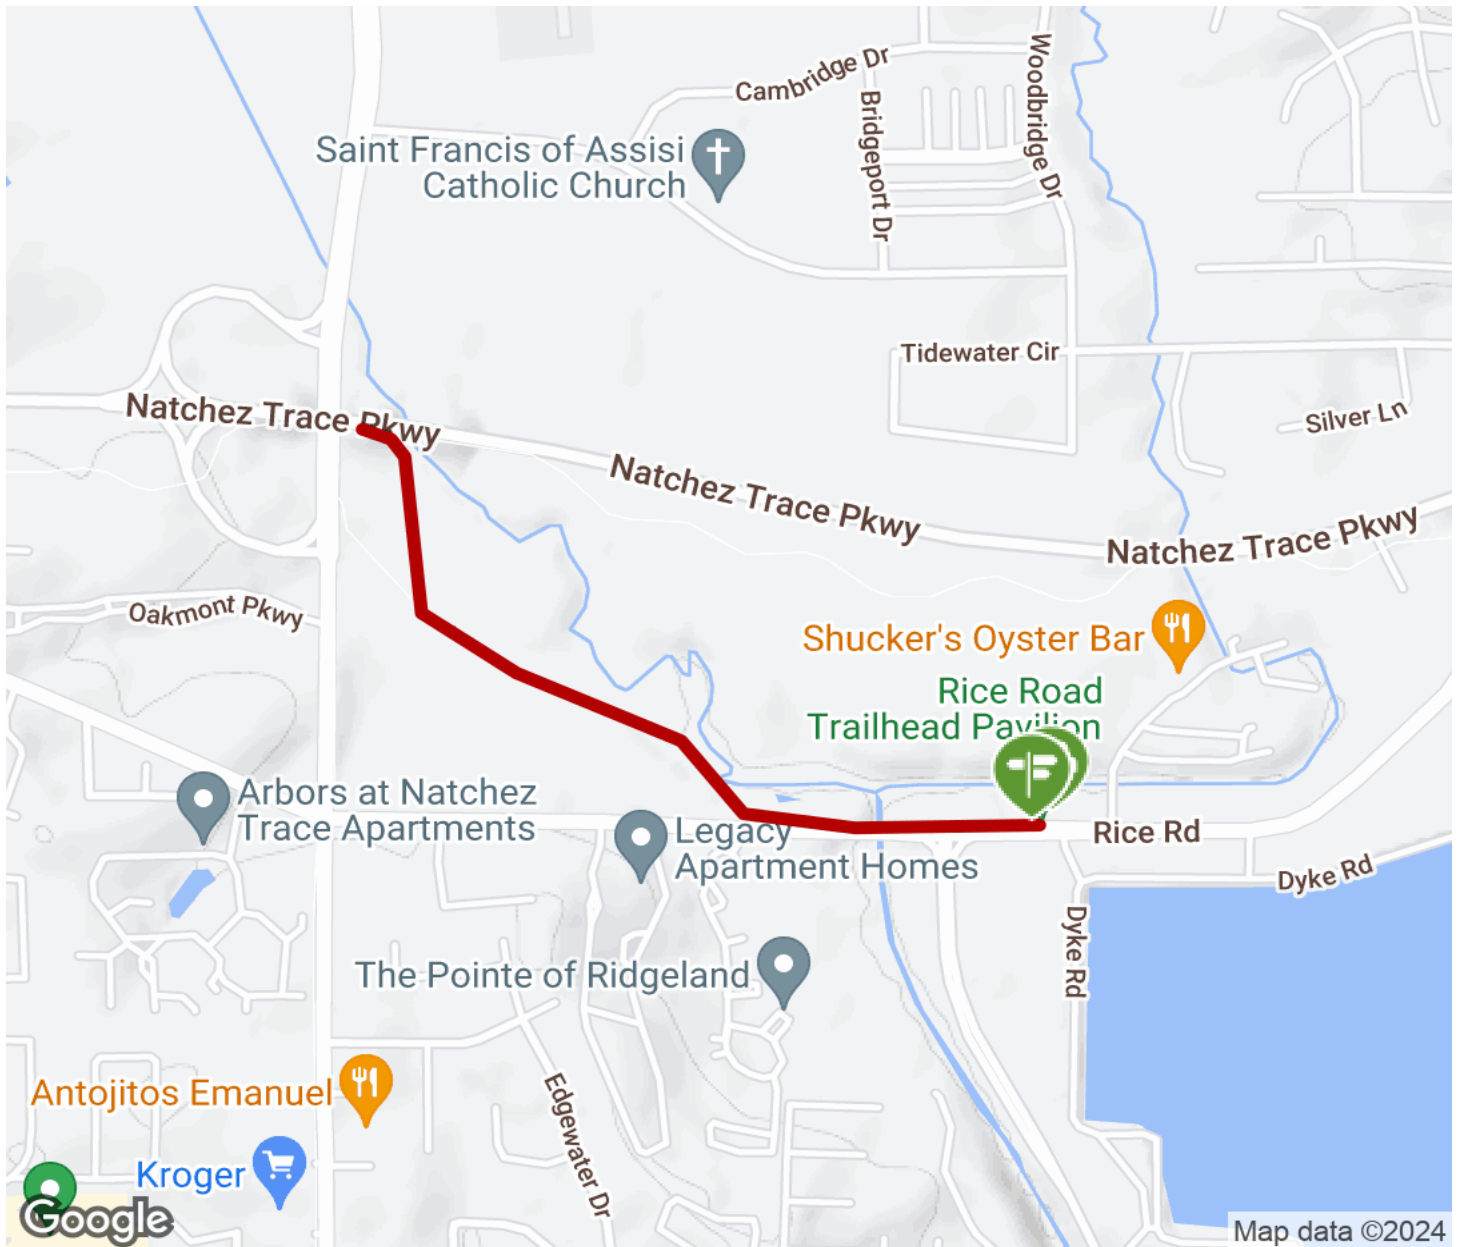 Cambridge Dr
Woodbridge Dr
Bridgeport Dr
Saint Francis of Assisi
Catholic Church
Tidewater Cir
Natchez Trace Pkwy
Silver Ln
Natchez Trace Pkwy
Natchez Trace Pkwy
Oakmont Pkwy
Shucker's Oyster Bar
Rice Road
Trailhead Pavilion
Arbors at Natchez
Trace Apartments
Legacy
Apartment Homes
Rice Rd
Dyke Rd
Dyke Rd
The Pointe of Ridgeland
Antojitos Emanuel
Edgewater Dr
Kroger
Google
Map data ©2024